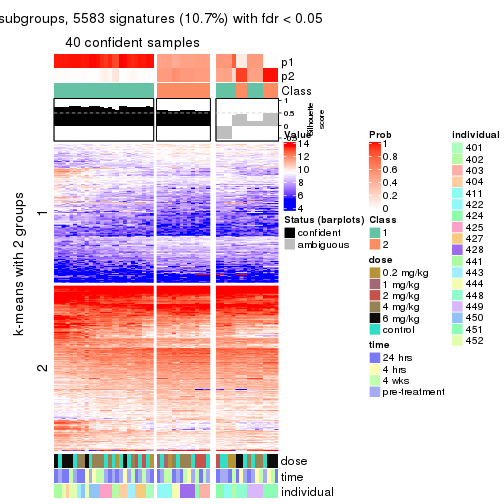 subgroups, 5583 signatures (10.7%) with fdr < 0.05
40 confident samples
p1
p2
Class
1
0.5
0
Silhouette
score
k-means with 2 groups
1
2
dose
time
individual
Value
14
12
10
8
6
4
Status (barplots)
confident
ambiguous
Prob
1
0.8
0.6
0.4
0.2
0
Class
1
2
dose
0.2 mg/kg
1 mg/kg
2 mg/kg
4 mg/kg
6 mg/kg
control
time
24 hrs
4 hrs
4 wks
pre-treatment
individual
401
402
403
404
411
422
424
425
427
428
441
443
444
448
449
450
451
452